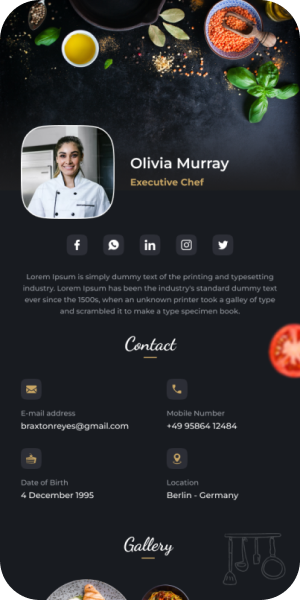 Olivia Murray
Executive Chef
Lorem Ipsum is simply dummy text of the printing and typesetting
industry. Lorem Ipsum has been the industry's standard dummy text
ever since the 1500s, when an unknown printer took a galley of type
and scrambled it to make a type specimen book.
Contact
E-mail address
braxtonreyes@gmail.com
Mobile Number
+49 95864 12484
Date of Birth
4 December 1995
Location
Berlin - Germany
Gallery